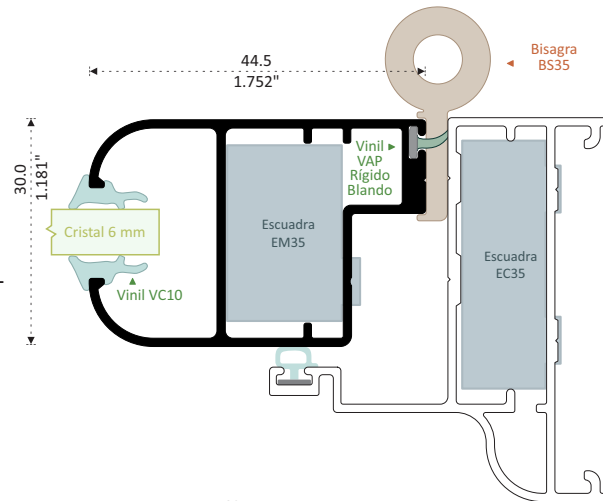 44.5
1.752"
Bisagra
BS35
30.0
1.181"
Vinil
VAP
Rígido
Blando
Cristal 6 mm
Escuadra
EM35
Escuadra
EC35
Vinil VC10